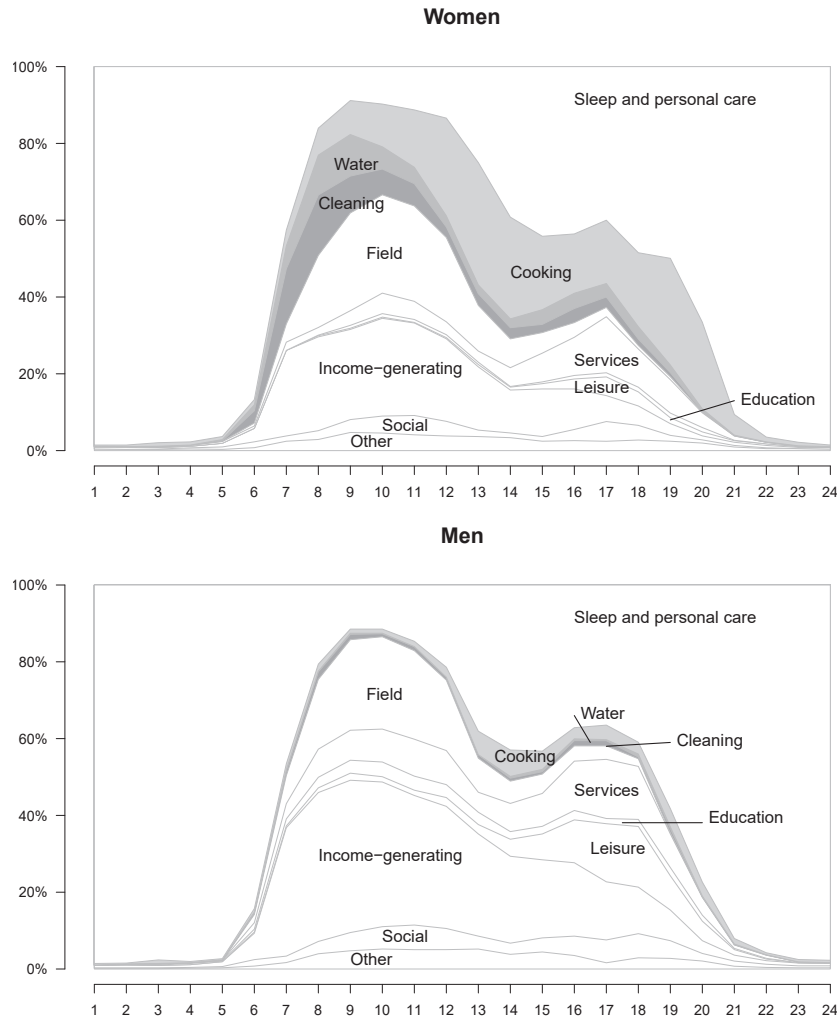 Women
100%
Sleep and personal care
80%
Water
60%
Cleaning
Field
Cooking
40%
Services
Income−generating
20%
Leisure
Education
Social
Other
0%
1 2 3 4 5 6 7 8 9 10 11 12 13 14 15 16 17 18 19 20 21 22 23 24
Men
100%
Sleep and personal care
80%
Field
Water
60%
Cleaning
Cooking
Services
40%
Education
Leisure
Income−generating
20%
Social
Other
0%
1 2 3 4 5 6 7 8 9 10 11 12 13 14 15 16 17 18 19 20 21 22 23 24